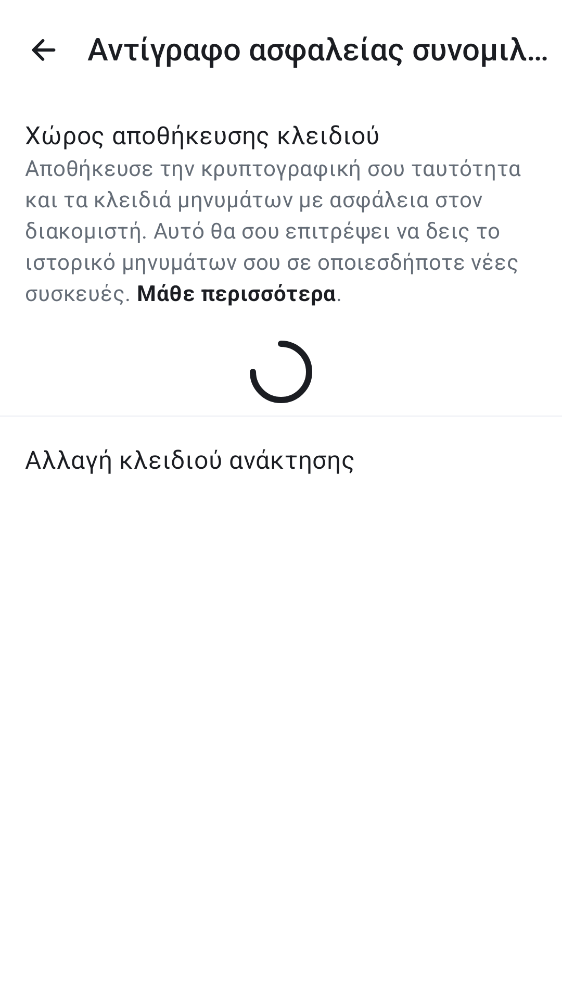 Αντίγραφο ασφαλείας συνομιλ...
Χώρος αποθήκευσης κλειδιού
Αποθήκευσε την κρυπτογραφική σου ταυτότητα
και τα κλειδιά μηνυμάτων με ασφάλεια στον
διακομιστή. Αυτό θα σου επιτρέψει να δεις το
ιστορικό μηνυμάτων σου σε οποιεσδήποτε νέες
συσκευές. Μάθε περισσότερα.
Αλλαγή κλειδιού ανάκτησης